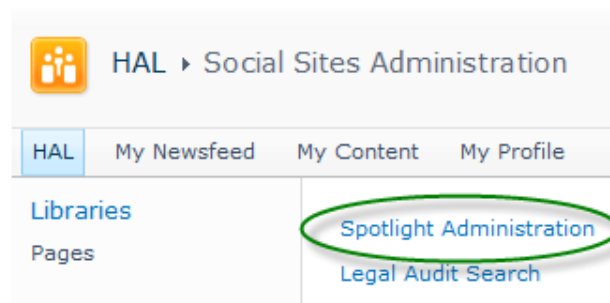 HAL ▸ Social Sites Administration
HAL My Newsfeed My Content My Profile
Libraries
Pages
Spotlight Administration
Legal Audit Search